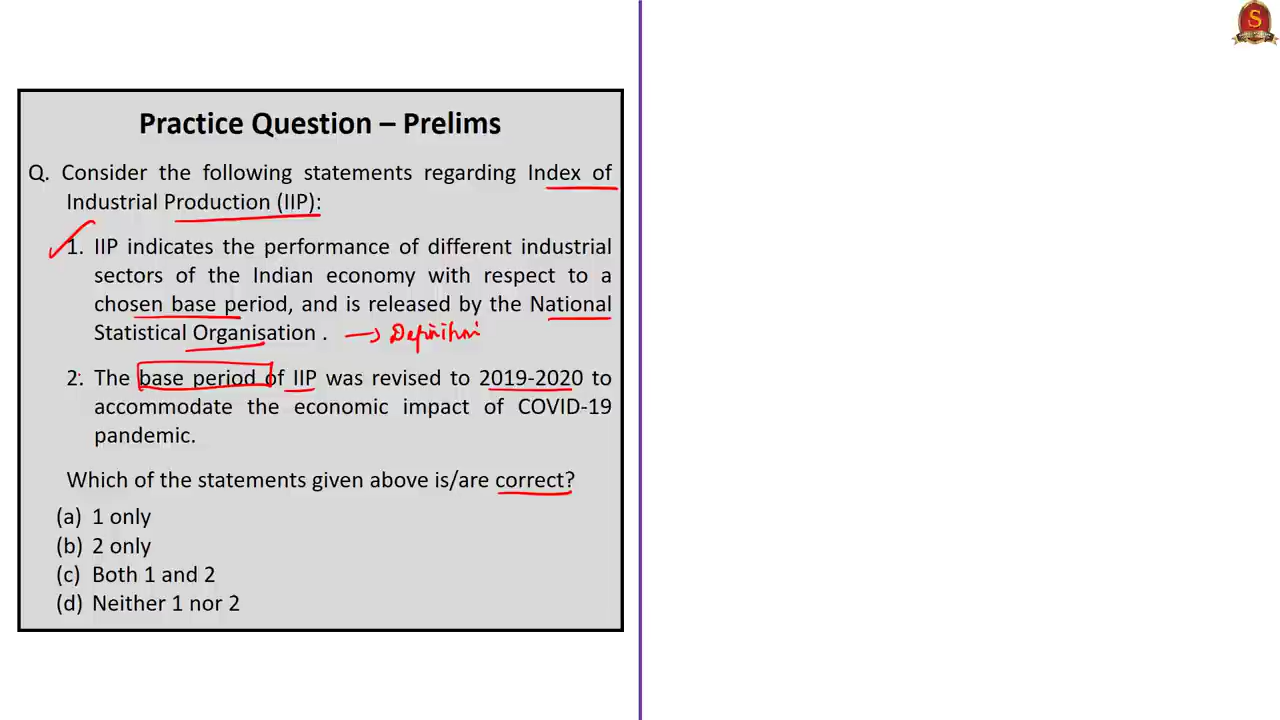 S
Practice Question – Prelims
Q. Consider the following statements regarding Index of
Industrial Production (IIP):
1. IIP indicates the performance of different industrial
sectors of the Indian economy with respect to a
chosen base period, and is released by the National
Statistical Organisation . → Definition
2. The base period of IIP was revised to 2019-2020 to
accommodate the economic impact of COVID-19
pandemic.
Which of the statements given above is/are correct?
(a) 1 only
(b) 2 only
(c) Both 1 and 2
(d) Neither 1 nor 2